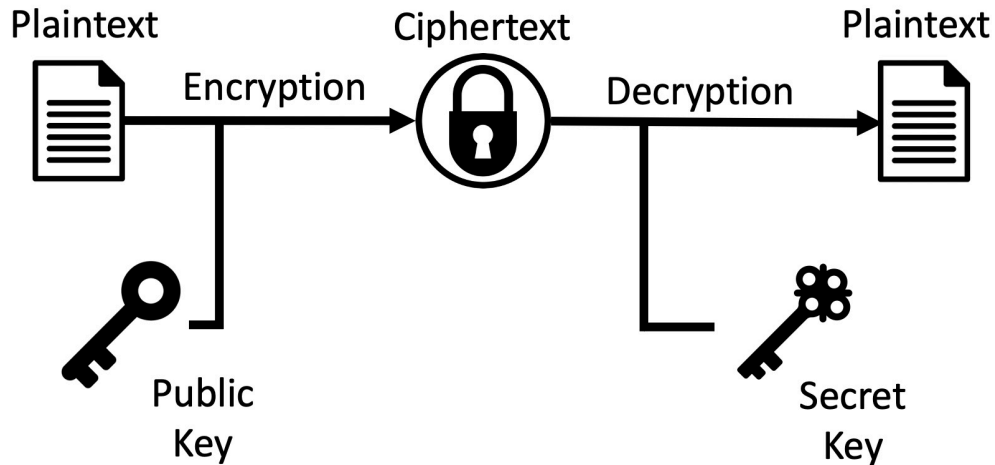 Plaintext
Ciphertext
Plaintext
Encryption
Decryption
Public
Key
Secret
Key